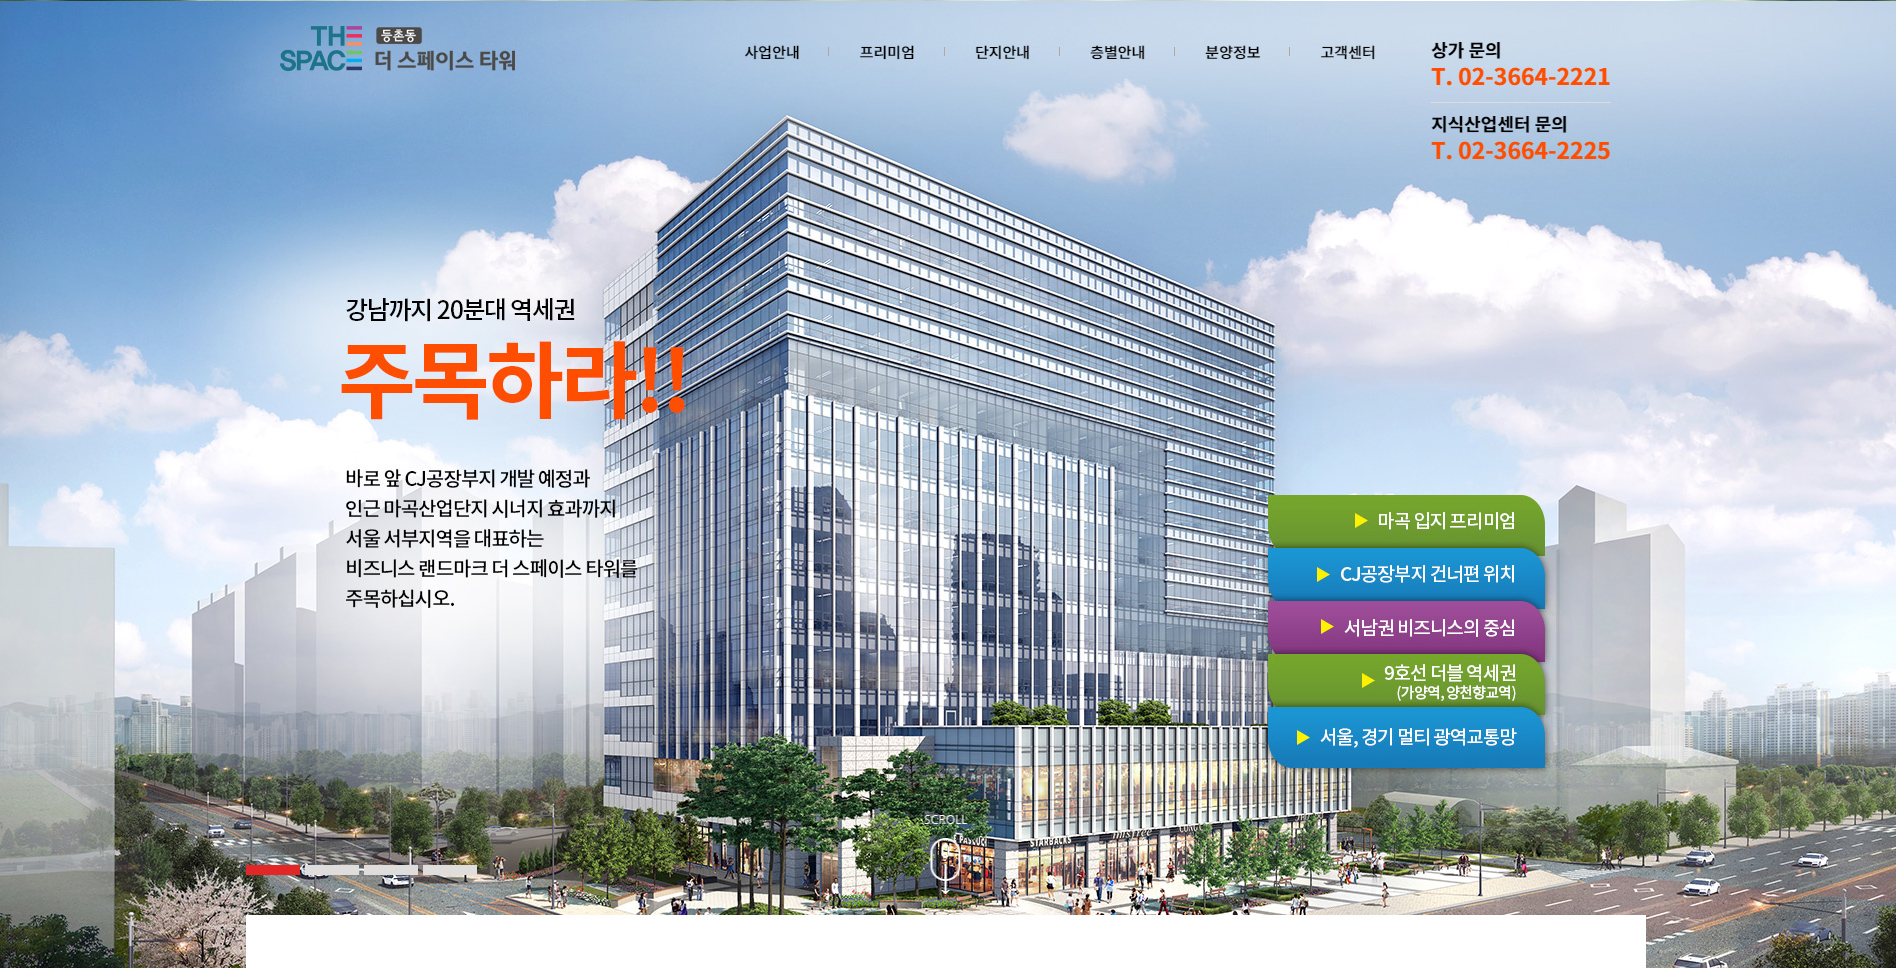 THE
SPACE
등촌동
더 스페이스 타워
사업안내
프리미엄
단지안내
층별안내
분양정보
고객센터
상가 문의
T. 02-3664-2221
지식산업센터 문의
T. 02-3664-2225
강남까지 20분대 역세권
주목하라!!
바로 앞 CJ공장부지 개발 예정과
인근 마곡산업단지 시너지 효과까지
서울 서부지역을 대표하는
비즈니스 랜드마크 더 스페이스 타워를
주목하십시오.
▶ 마곡 입지 프리미엄
▶ CJ공장부지 건너편 위치
▶ 서남권 비즈니스의 중심
▶ 9호선 더블 역세권
(가양역, 양천향교역)
▶ 서울, 경기 멀티 광역교통망
SCROLL
STARBUCKS